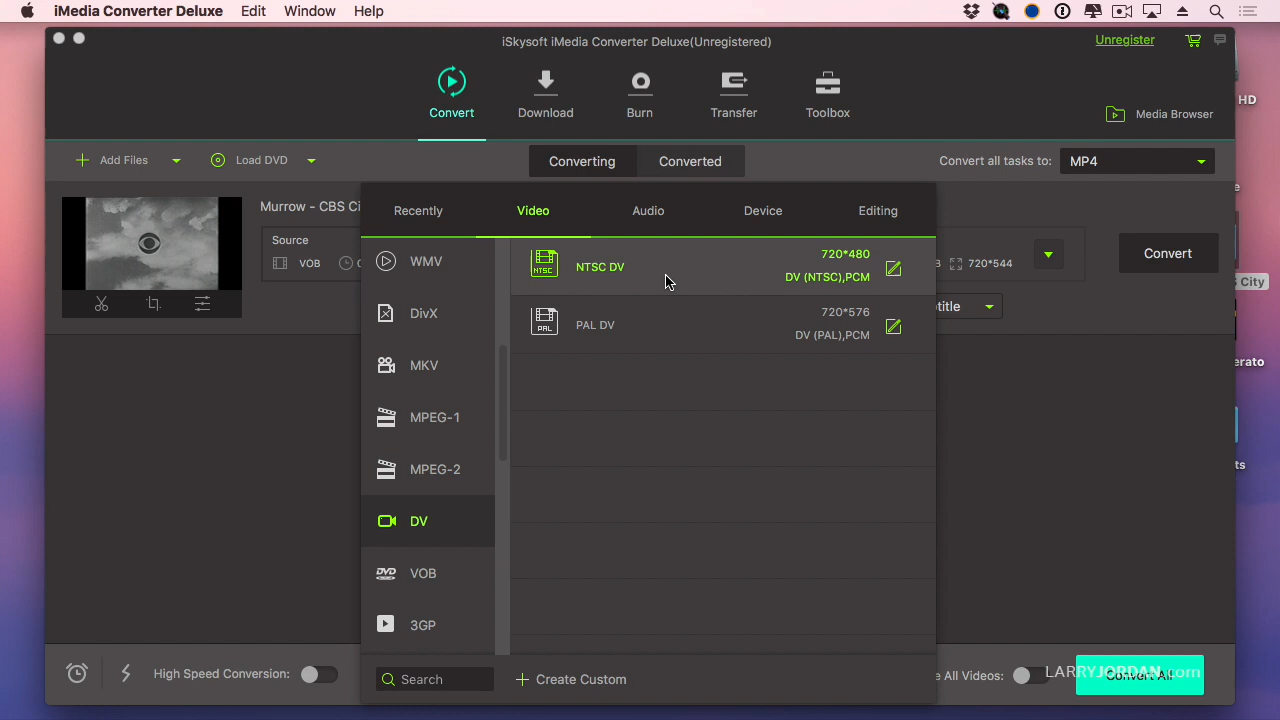 iMedia Converter Deluxe Edit Window Help
iSkysoft iMedia Converter Deluxe(Unregistered)
Unregister
Convert Download Burn Transfer Toolbox
Media Browser
HD
Add Files Load DVD Converting Converted Convert all tasks to: MP4
Murrow - CBS Ci
Recently Video Audio Device Editing
Source
VOB
WMV
NTSC
NTSC DV
720*480
DV (NTSC),PCM
720*544
Convert
City
DivX
PAL
PAL DV
720*576
DV (PAL),PCM
title
MKV
erato
MPEG-1
MPEG-2
ts
DV
DVD
VOB
3GP
High Speed Conversion:
Search
Create Custom
e All Videos:
Convert All
LARRYJORDAN.com